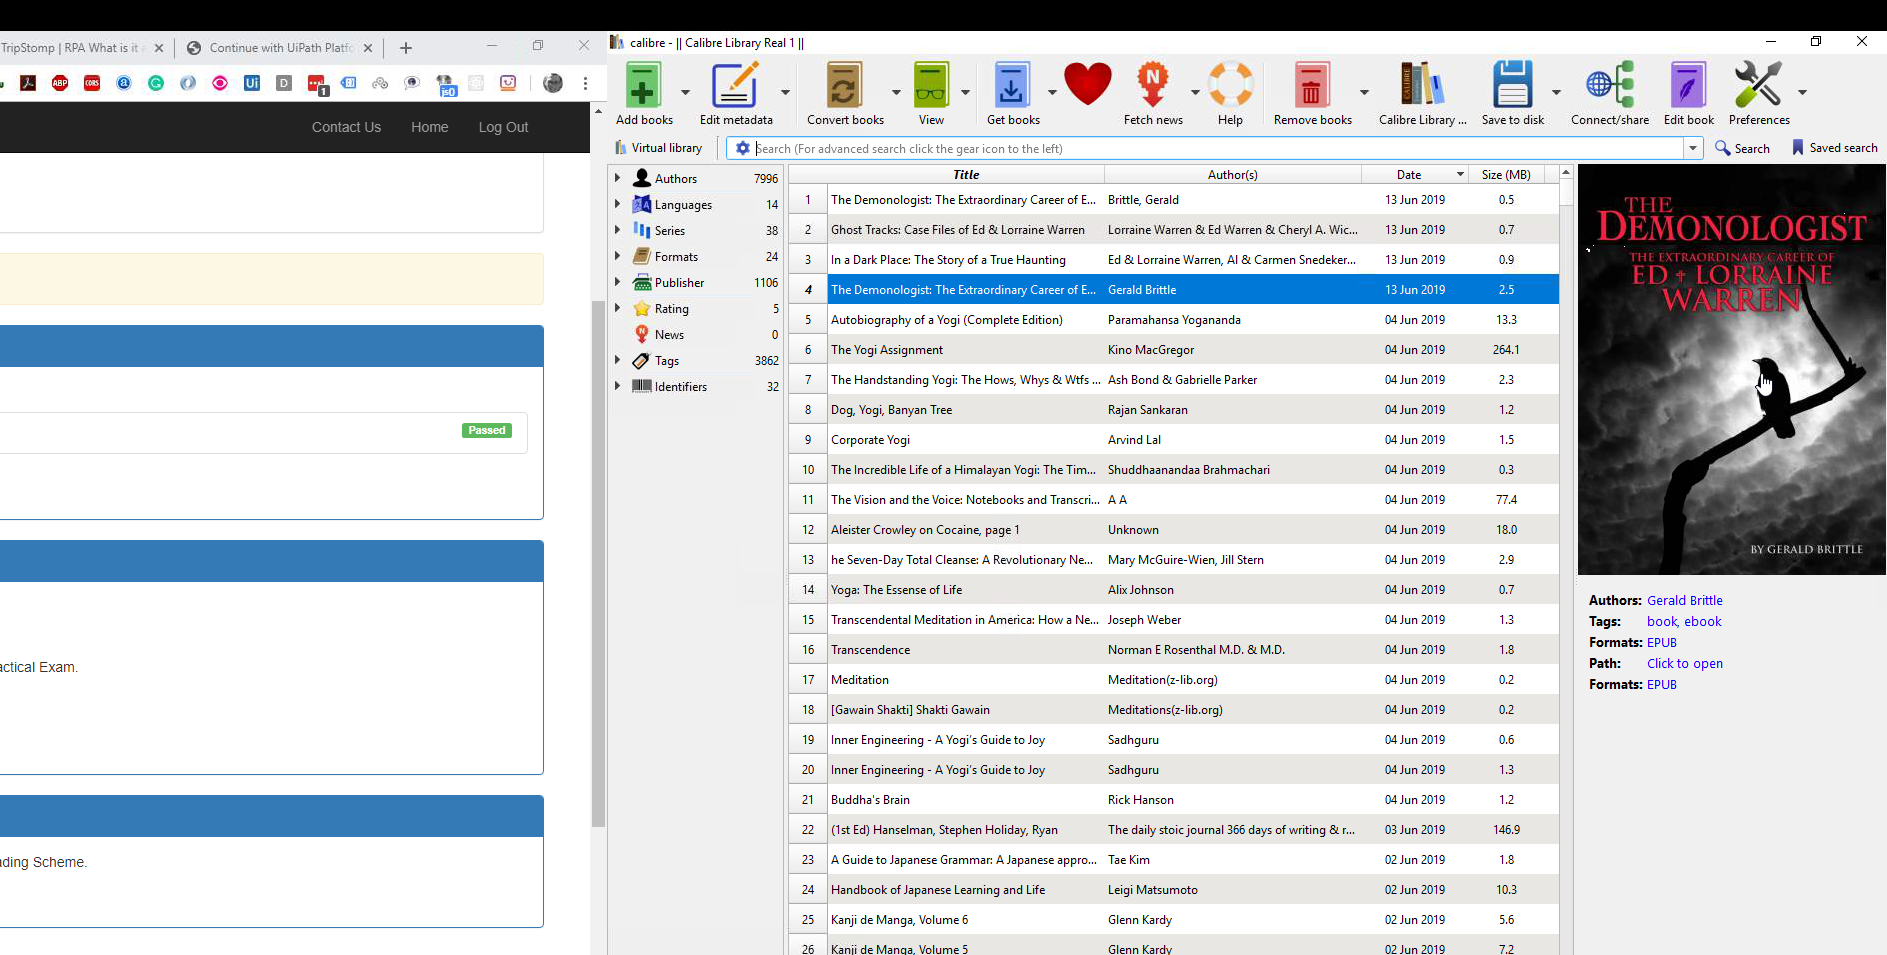 TripStomp | RPA What is it a
Continue with UiPath Platfo
Contact Us
Home
Log Out
Passed
actical Exam.
ading Scheme.
calibre - || Calibre Library Real 1 ||
Add books
Edit metadata
Convert books
View
Get books
Fetch news
Help
Remove books
Calibre Library ...
Save to disk
Connect/share
Edit book
Preferences
Virtual library
Search (For advanced search click the gear icon to the left)
Search
Saved search
Authors 7996
Languages 14
Series 38
Formats 24
Publisher 1106
Rating 5
News 0
Tags 3862
Identifiers 32
Title Author(s) Date Size (MB)
1 The Demonologist: The Extraordinary Career of E... Brittle, Gerald 13 Jun 2019 0.5
2 Ghost Tracks: Case Files of Ed & Lorraine Warren Lorraine Warren & Ed Warren & Cheryl A. Wic... 13 Jun 2019 0.7
3 In a Dark Place: The Story of a True Haunting Ed & Lorraine Warren, Al & Carmen Snedeker... 13 Jun 2019 0.9
4 The Demonologist: The Extraordinary Career of E... Gerald Brittle 13 Jun 2019 2.5
5 Autobiography of a Yogi (Complete Edition) Paramahansa Yogananda 04 Jun 2019 13.3
6 The Yogi Assignment Kino MacGregor 04 Jun 2019 264.1
7 The Handstanding Yogi: The Hows, Whys & Wtfs ... Ash Bond & Gabrielle Parker 04 Jun 2019 2.3
8 Dog, Yogi, Banyan Tree Rajan Sankaran 04 Jun 2019 1.2
9 Corporate Yogi Arvind Lal 04 Jun 2019 1.5
10 The Incredible Life of a Himalayan Yogi: The Tim... Shuddhaanandaa Brahmachari 04 Jun 2019 0.3
11 The Vision and the Voice: Notebooks and Transcri... A A 04 Jun 2019 77.4
12 Aleister Crowley on Cocaine, page 1 Unknown 04 Jun 2019 18.0
13 he Seven-Day Total Cleanse: A Revolutionary Ne... Mary McGuire-Wien, Jill Stern 04 Jun 2019 2.9
14 Yoga: The Essense of Life Alix Johnson 04 Jun 2019 0.7
15 Transcendental Meditation in America: How a Ne... Joseph Weber 04 Jun 2019 1.3
16 Transcendence Norman E Rosenthal M.D. & M.D. 04 Jun 2019 1.8
17 Meditation Meditation(z-lib.org) 04 Jun 2019 0.2
18 [Gawain Shakti] Shakti Gawain Meditations(z-lib.org) 04 Jun 2019 0.2
19 Inner Engineering - A Yogi's Guide to Joy Sadhguru 04 Jun 2019 0.6
20 Inner Engineering - A Yogi's Guide to Joy Sadhguru 04 Jun 2019 1.3
21 Buddha's Brain Rick Hanson 04 Jun 2019 1.2
22 (1st Ed) Hanselman, Stephen Holiday, Ryan The daily stoic journal 366 days of writing & r... 03 Jun 2019 146.9
23 A Guide to Japanese Grammar: A Japanese appro... Tae Kim 02 Jun 2019 1.8
24 Handbook of Japanese Learning and Life Leigi Matsumoto 02 Jun 2019 10.3
25 Kanji de Manga, Volume 6 Glenn Kardy 02 Jun 2019 5.6
26 Kanji de Manga, Volume 5 Glenn Kardy 02 Jun 2019 7.2
THE
DEMONOLOGIST
THE EXTRAORDINARY CAREER OF
ED + LORRAINE
WARREN
BY GERALD BRITTLE
Authors: Gerald Brittle
Tags: book, ebook
Formats: EPUB
Path: Click to open
Formats: EPUB